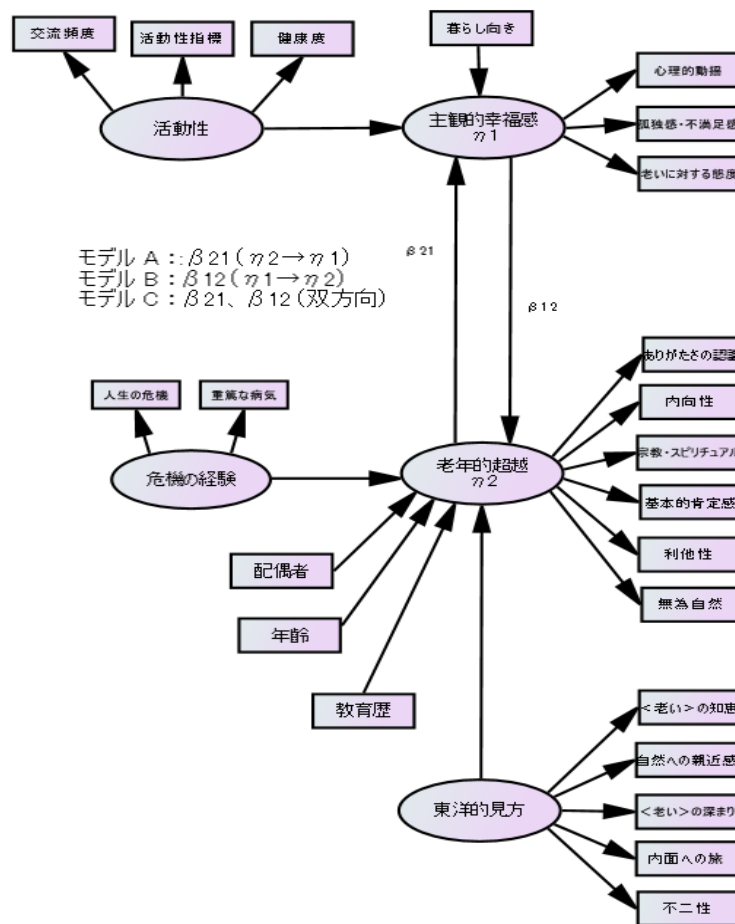 交流頻度
活動性指標
健康度
暮らし向き
活動性
主観的幸福感
η1
心理的動揺
孤独感・不満足感
老いに対する態度
モデル A :: β21 (η2→η1)
モデル B : β12 (η1→η2)
モデル C : β21、β12 (双方向)
β21
β12
人生の危機
重篤な病気
危機の経験
老年的超越
η2
ありがたさの認識
内向性
宗教・スピリチュアル
基本的肯定感
利他性
無為自然
配偶者
年齢
教育歴
東洋的見方
<老い>の知恵
自然への親近感
<老い>の深まり
内面への旅
不二性